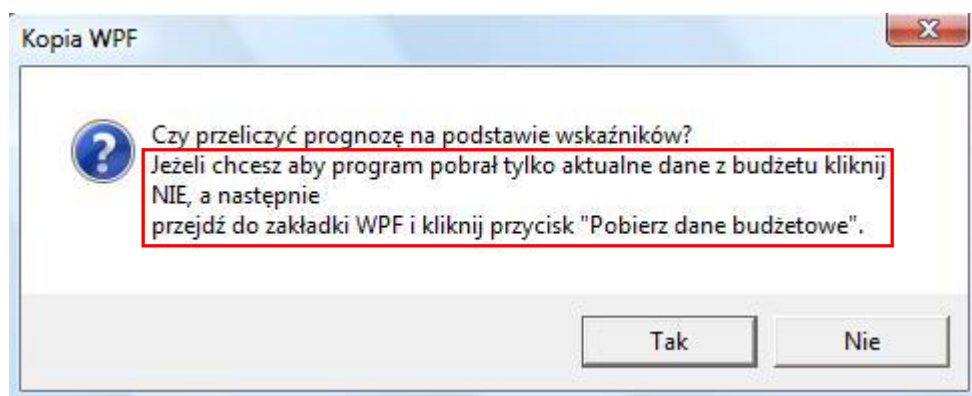 Kopia WPF
Czy przeliczyć prognozę na podstawie wskaźników?
Jeżeli chcesz aby program pobrał tylko aktualne dane z budżetu kliknij
NIE, a następnie
przejdź do zakładki WPF i kliknij przycisk "Pobierz dane budżetowe".
Tak
Nie